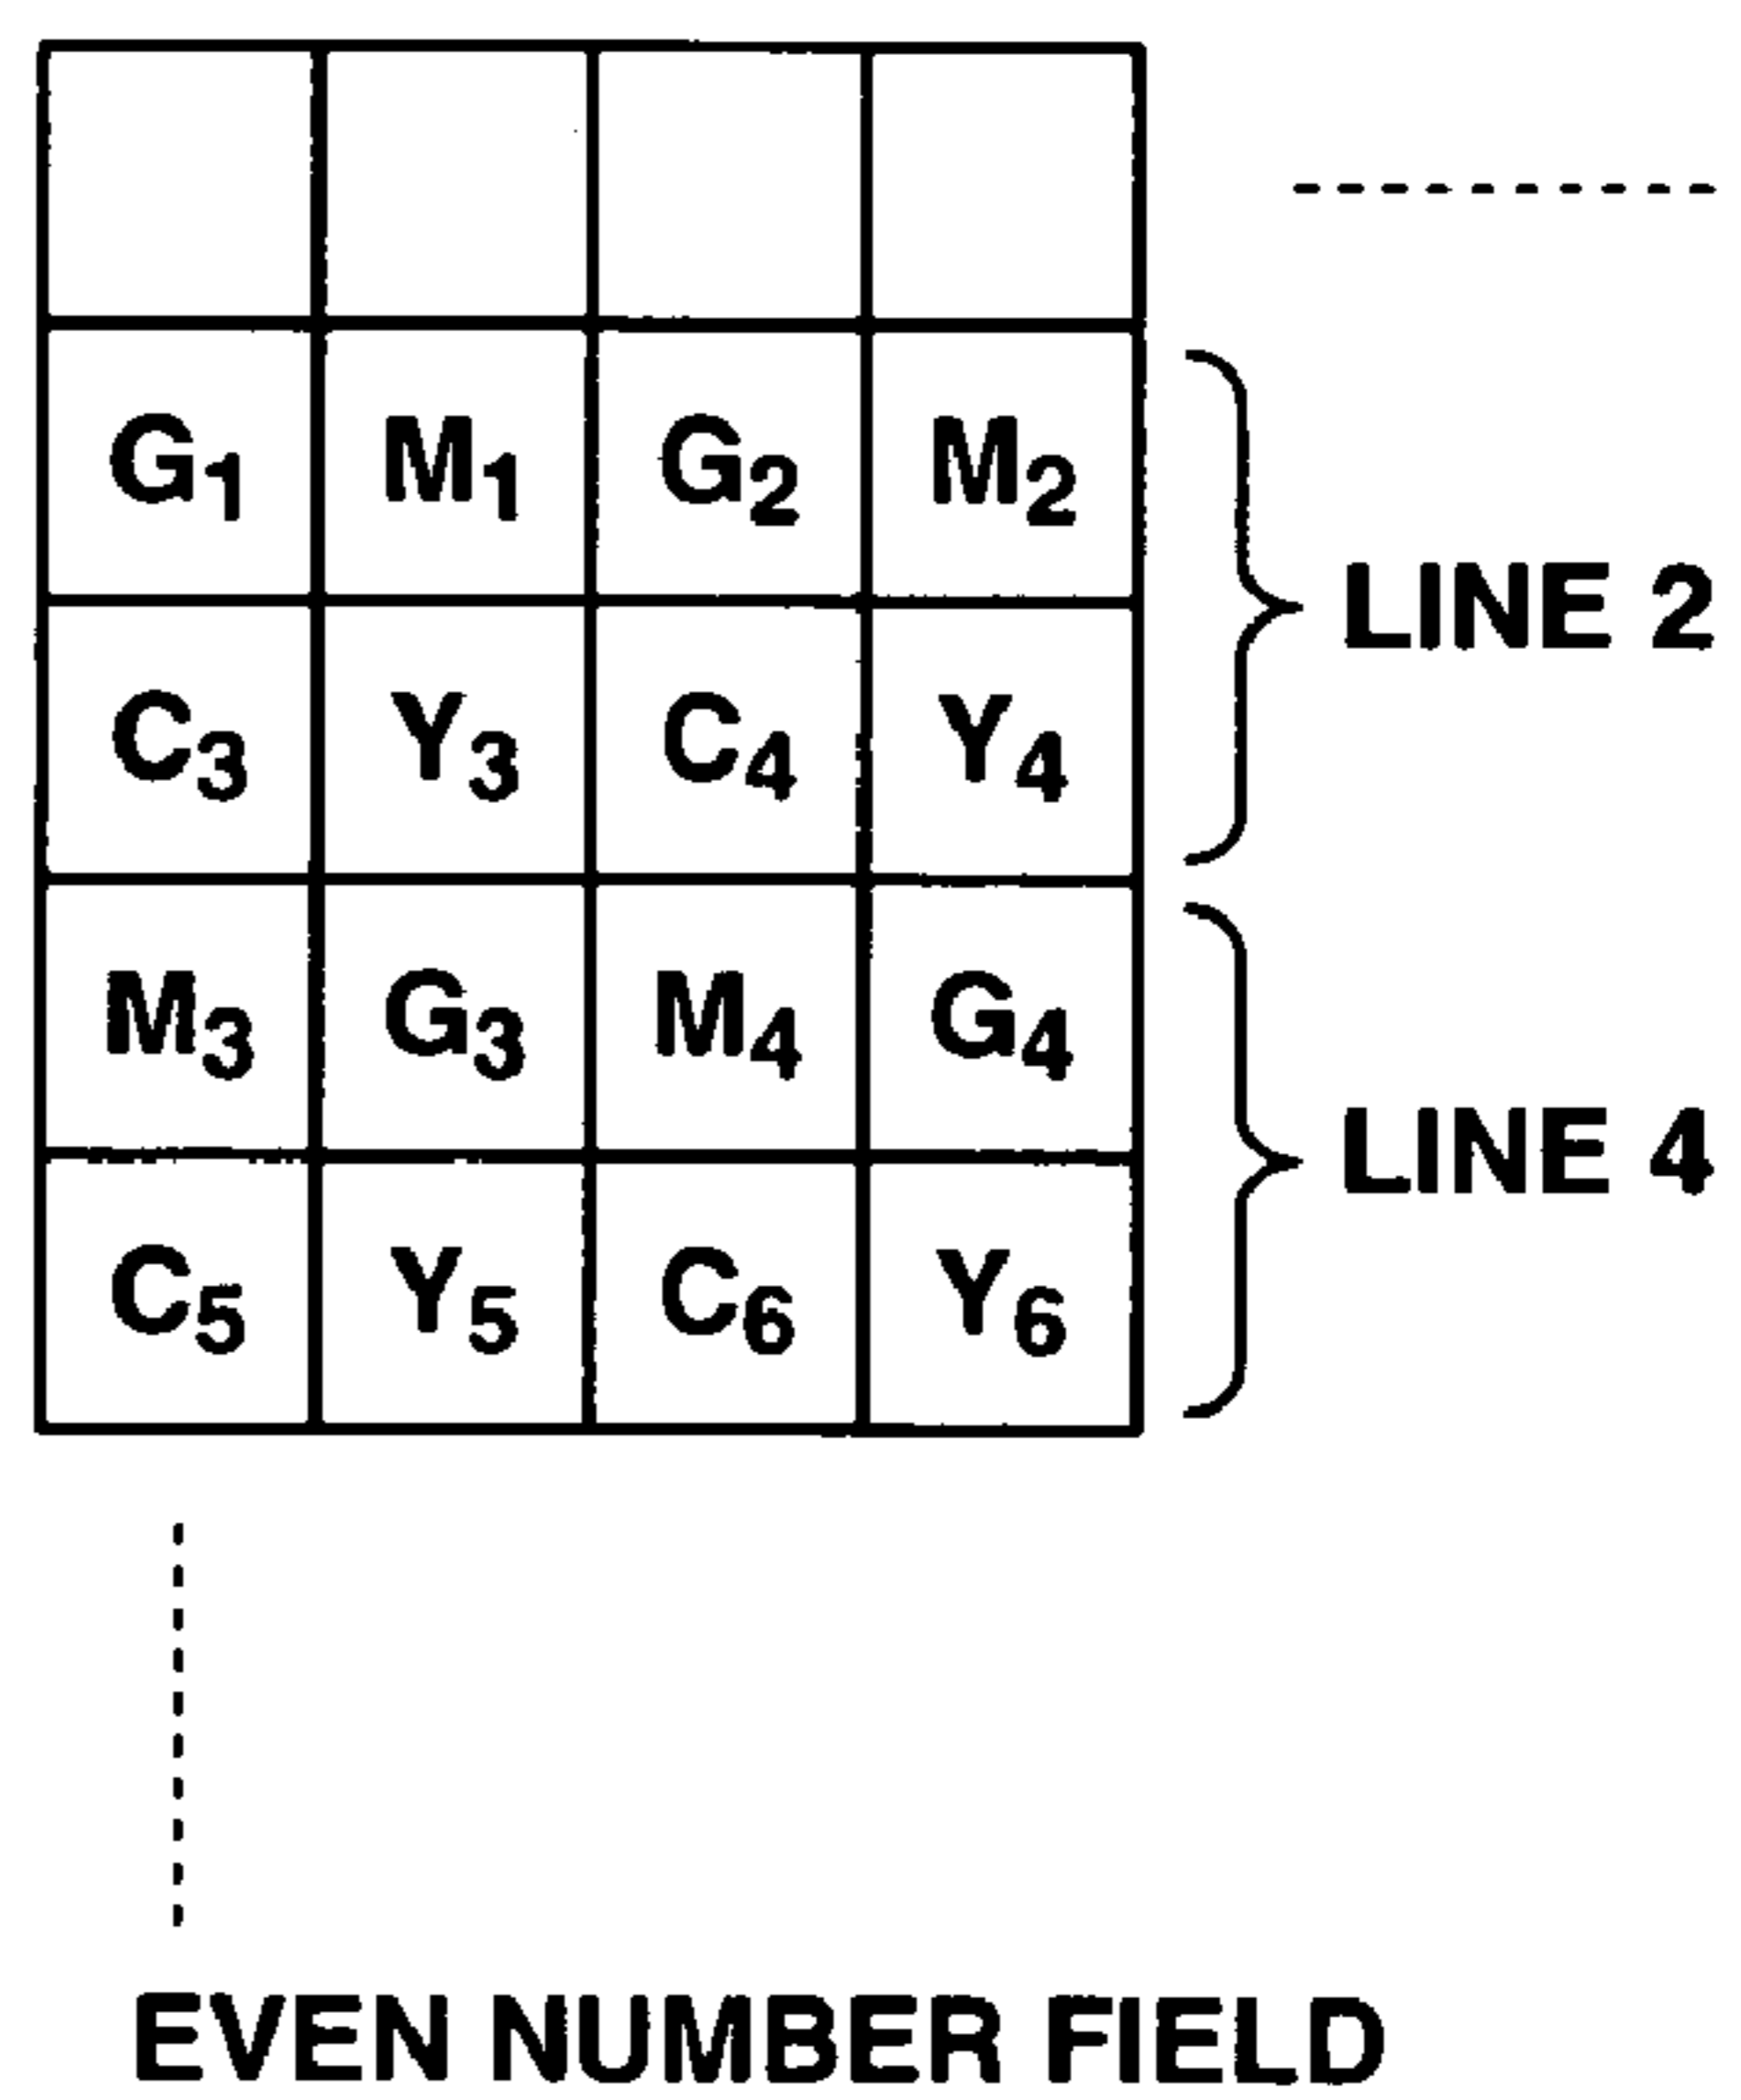 G1 M1 G2 M2
LINE 2
C3 Y3 C4 Y4
M3 G3 M4 G4
LINE 4
C5 Y5 C6 Y6
EVEN NUMBER FIELD